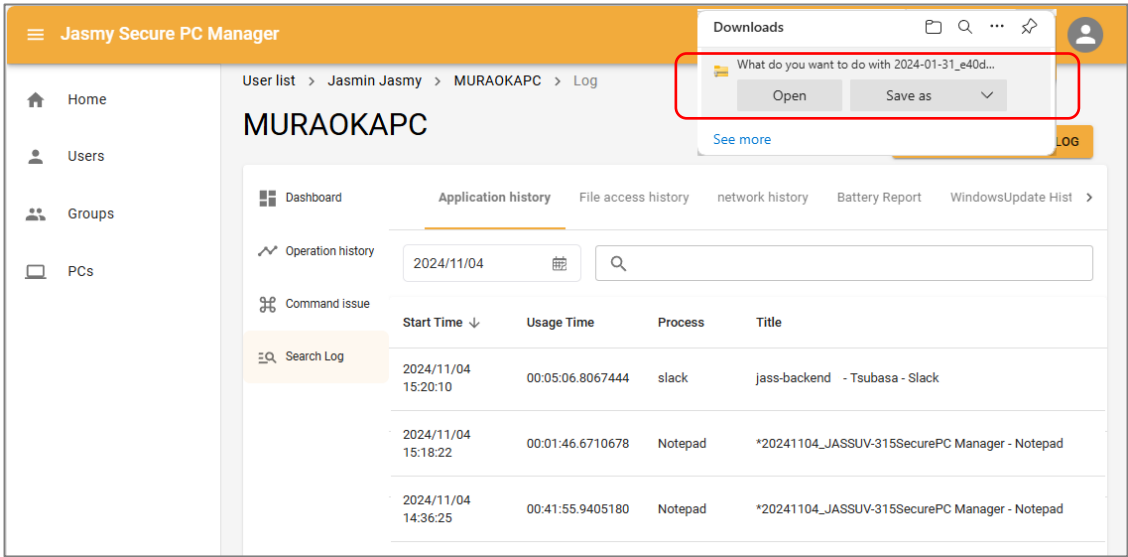 Jasmy Secure PC Manager
Downloads
What do you want to do with 2024-01-31_e40d...
Open
Save as
See more
LOG
Home
Users
Groups
PCs
User list > Jasmin Jasmy > MURAOKAPC > Log
MURAOKAPC
Dashboard
Operation history
Command issue
Search Log
Application history File access history network history Battery Report WindowsUpdate Hist
2024/11/04
Start Time Usage Time Process Title
2024/11/04
15:20:10 00:05:06.8067444 slack jass-backend - Tsubasa - Slack
2024/11/04
15:18:22 00:01:46.6710678 Notepad *20241104_JASSUV-315SecurePC Manager - Notepad
2024/11/04
14:36:25 00:41:55.9405180 Notepad *20241104_JASSUV-315SecurePC Manager - Notepad